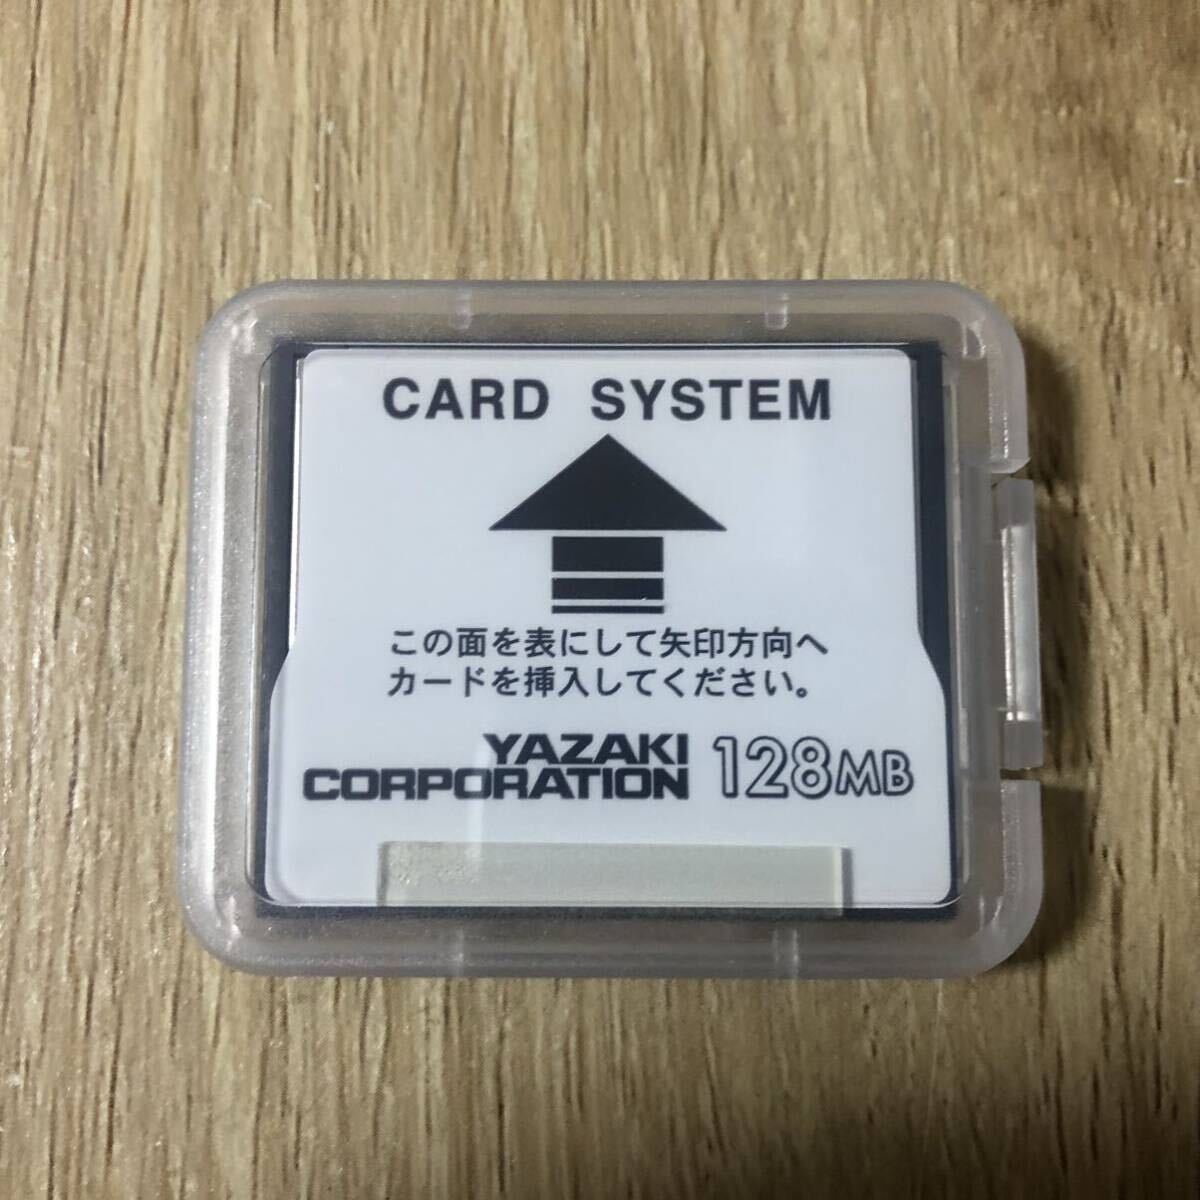 CARD SYSTEM
この面を表にして矢印方向へ
カードを挿入してください。
YAZAKI
CORPORATION 128MB